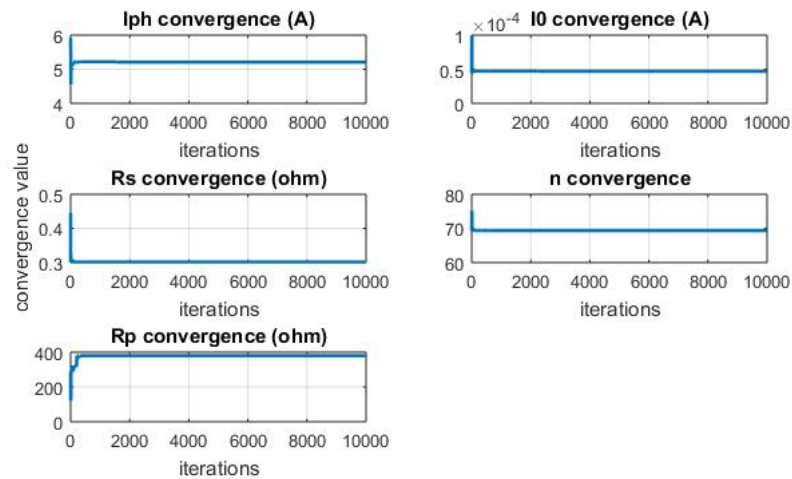 Iph convergence (A)
6
5
4
0 2000 4000 6000 8000 10000
iterations
×10-4 I0 convergence (A)
1
0.5
0
0 2000 4000 6000 8000 10000
iterations
convergence value
Rs convergence (ohm)
0.5
0.4
0.3
0 2000 4000 6000 8000 10000
iterations
n convergence
80
70
60
0 2000 4000 6000 8000 10000
iterations
Rp convergence (ohm)
400
200
0
0 2000 4000 6000 8000 10000
iterations